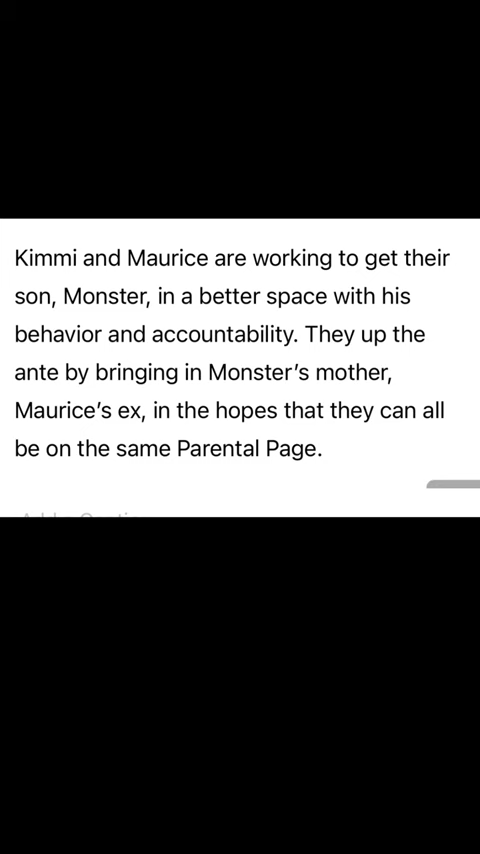 Kimmi and Maurice are working to get their
son, Monster, in a better space with his
behavior and accountability. They up the
ante by bringing in Monster’s mother,
Maurice’s ex, in the hopes that they can all
be on the same Parental Page.